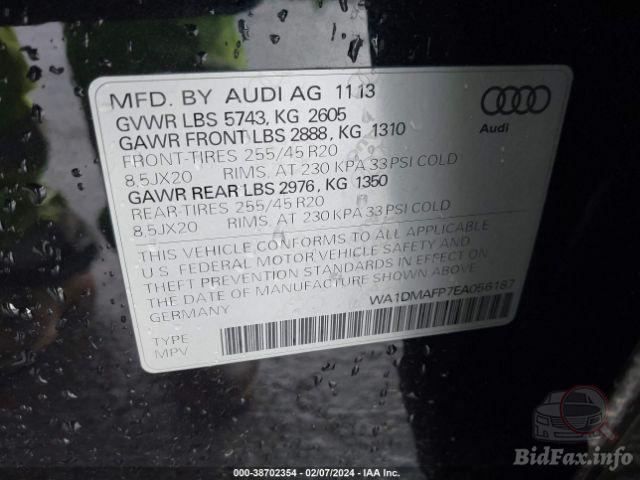 MFD. BY AUDI AG 11 13
GVWR LBS 5743, KG 2605
GAWR FRONT LBS 2888, KG 1310
FRONT-TIRES 255/45 R20
8,5JX20 RIMS, AT 230 KPA 33 PSI COLD
GAWR REAR LBS 2976, KG 1350
REAR-TIRES 255/45 R20
8,5JX20 RIMS, AT 230 KPA 33 PSI COLD
THIS VEHICLE CONFORMS TO ALL APPLICABLE
U.S. FEDERAL MOTOR VEHICLE SAFETY AND
THEFT PREVENTION STANDARDS IN EFFECT ON
THE DATE OF MANUFACTURE SHOWN ABOVE.
GERMANY
WA1DMAFP7EA056187
TYPE
MPV
Audi
BidFax.info
000-38702354 - 02/07/2024 - IAA Inc.